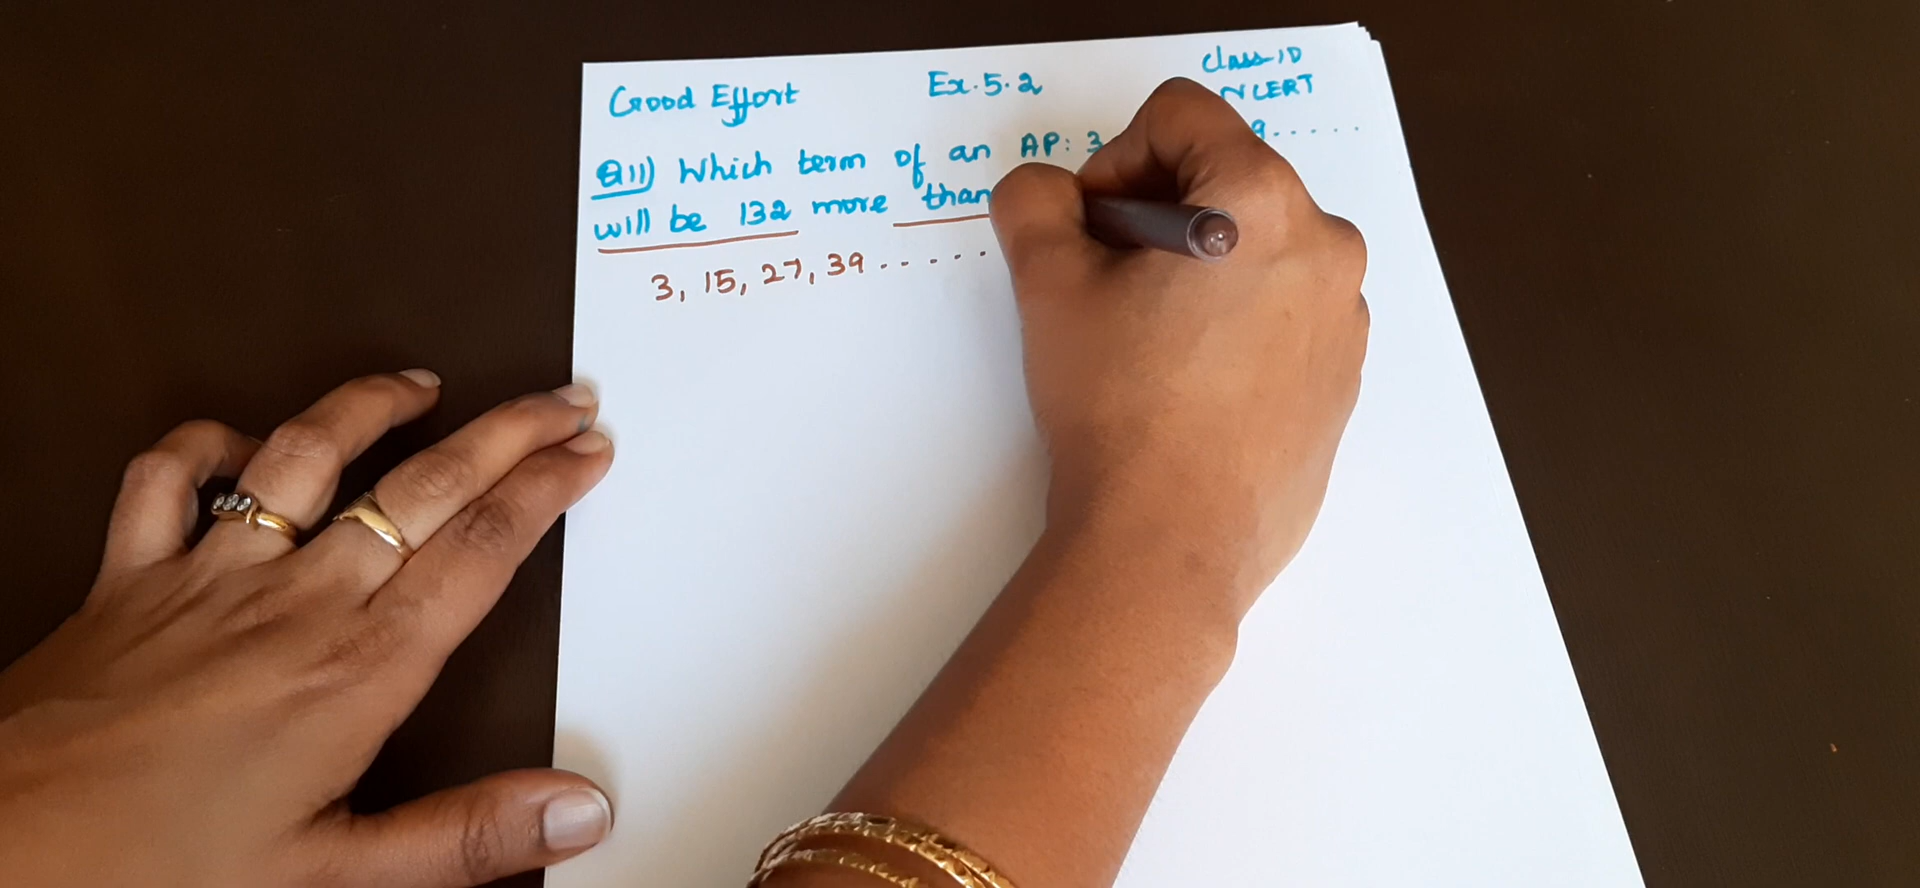 Good Effort Ex. 5.2 Class-10
NCERT
Q11) Which term of an AP: 3 9.....
will be 132 more than
3, 15, 27, 39 ......